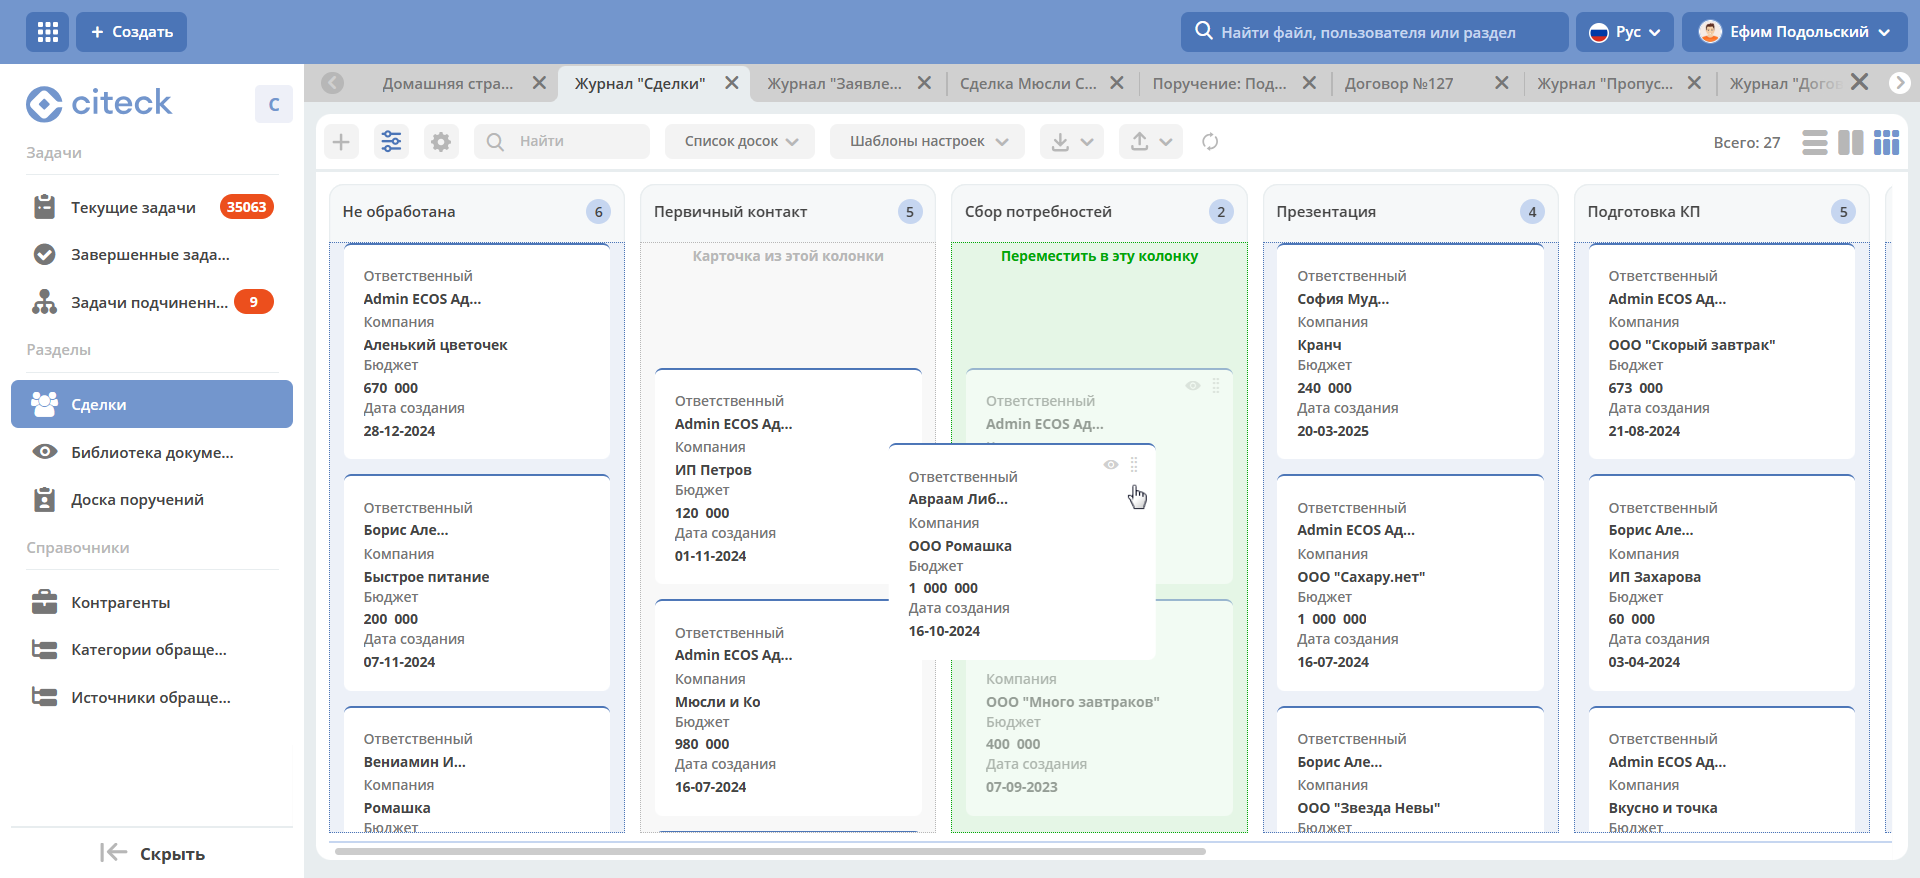 Создать
Найти файл, пользователя или раздел
Рус
Ефим Подольский
citeck
C
Домашняя стра...
Журнал "Сделки"
Журнал "Заявле...
Сделка Мюсли С...
Поручение: Под...
Договор №127
Журнал "Пропус...
Журнал "Догов
Задачи
Текущие задачи
35063
Завершенные зада...
Задачи подчиненн...
9
Разделы
Сделки
Библиотека докуме...
Доска поручений
Справочники
Контрагенты
Категории обраще...
Источники обраще...
Скрыть
Найти
Список досок
Шаблоны настроек
Всего: 27
Не обработана
6
Ответственный
Admin ECOS Ад...
Компания
Аленький цветочек
Бюджет
670 000
Дата создания
28-12-2024
Ответственный
Борис Але...
Компания
Быстрое питание
Бюджет
200 000
Дата создания
07-11-2024
Ответственный
Вениамин И...
Компания
Ромашка
Бюджет
Первичный контакт
5
Карточка из этой колонки
Ответственный
Admin ECOS Ад...
Компания
ИП Петров
Бюджет
120 000
Дата создания
01-11-2024
Ответственный
Admin ECOS Ад...
Компания
Мюсли и Ко
Бюджет
980 000
Дата создания
16-07-2024
Сбор потребностей
2
Переместить в эту колонку
Ответственный
Admin ECOS Ад...
Ответственный
Авраам Либ...
Компания
ООО Ромашка
Бюджет
1 000 000
Дата создания
16-10-2024
Компания
ООО "Много завтраков"
Бюджет
400 000
Дата создания
07-09-2023
Презентация
4
Ответственный
София Муд...
Компания
Кранч
Бюджет
240 000
Дата создания
20-03-2025
Ответственный
Admin ECOS Ад...
Компания
ООО "Сахару.нет"
Бюджет
1 000 000
Дата создания
16-07-2024
Ответственный
Борис Але...
Компания
ООО "Звезда Невы"
Бюджет
Подготовка КП
5
Ответственный
Admin ECOS Ад...
Компания
ООО "Скорый завтрак"
Бюджет
673 000
Дата создания
21-08-2024
Ответственный
Борис Але...
Компания
ИП Захарова
Бюджет
60 000
Дата создания
03-04-2024
Ответственный
Admin ECOS Ад...
Компания
Вкусно и точка
Бюджет